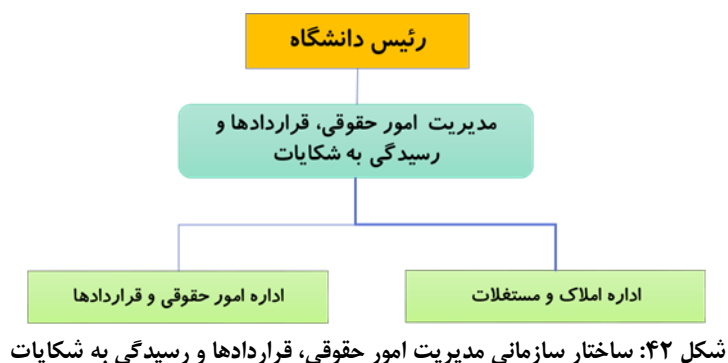 رئیس دانشگاه
مدیریت امور حقوقی، قراردادها و
رسیدگی به شکایات
اداره املاک و مستغلات
اداره امور حقوقی و قراردادها
شکل ۴۲: ساختار سازمانی مدیریت امور حقوقی، قراردادها و رسیدگی به شکایات